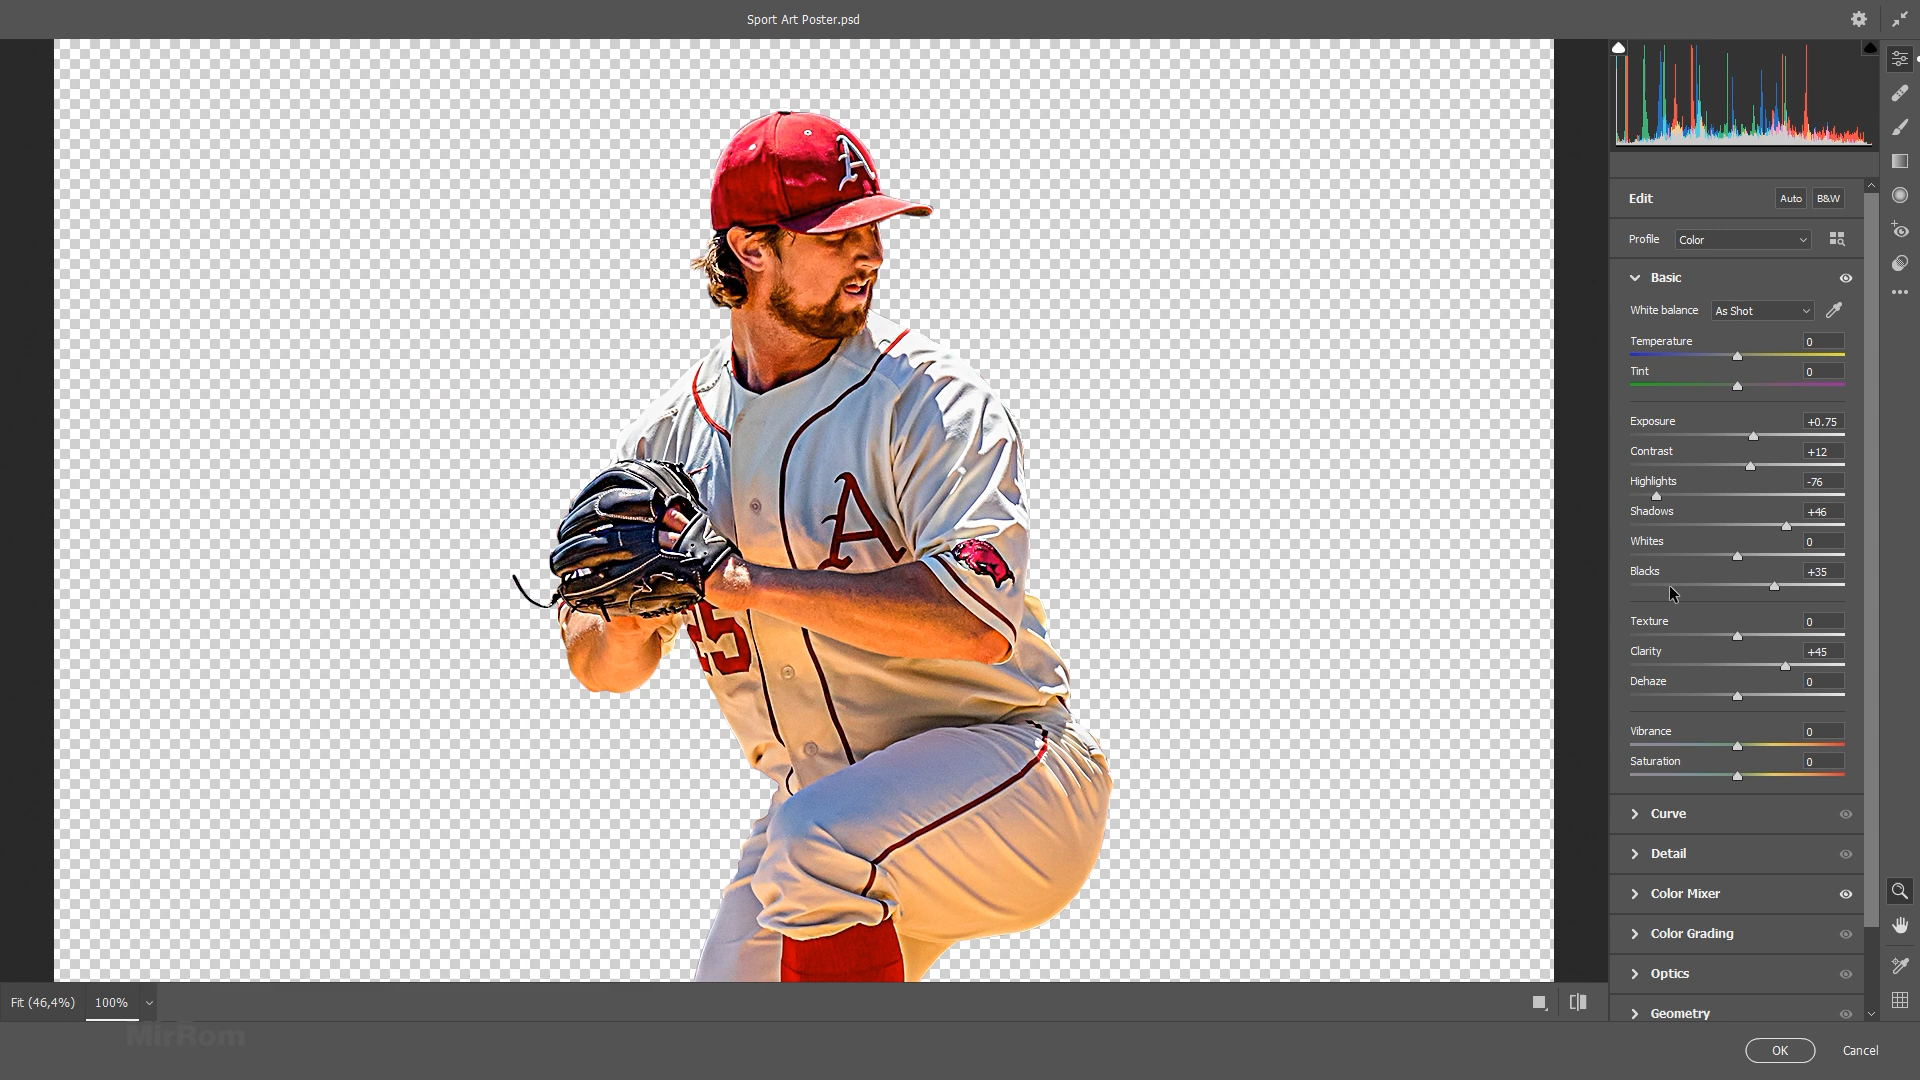 Sport Art Poster.psd
A
A
25
Edit
Auto
B&W
Profile
Color
Basic
White balance
As Shot
Temperature
0
Tint
0
Exposure
+0.75
Contrast
+12
Highlights
-76
Shadows
+46
Whites
0
Blacks
+35
Texture
0
Clarity
+45
Dehaze
0
Vibrance
0
Saturation
0
Curve
Detail
Color Mixer
Color Grading
Optics
Geometry
Fit (46,4%)
100%
MirRom
OK
Cancel